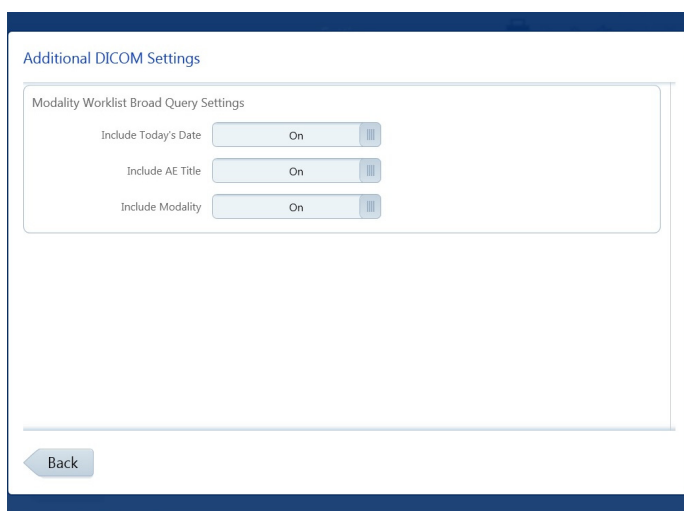 Additional DICOM Settings
Modality Worklist Broad Query Settings
Include Today's Date On
Include AE Title On
Include Modality On
Back